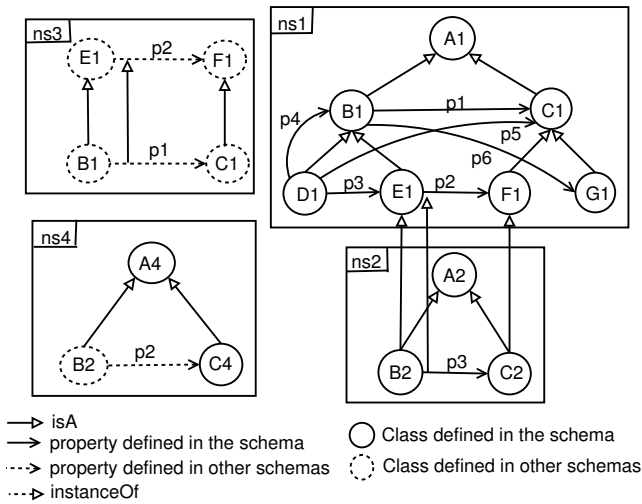 ns3
E1
p2
F1
B1
p1
C1
ns1
A1
B1
p1
C1
p4
p5
p6
D1
p3
E1
p2
F1
G1
ns4
A4
B2
p2
C4
ns2
A2
B2
p3
C2
isA
property defined in the schema
property defined in other schemas
instanceOf
Class defined in the schema
Class defined in other schemas